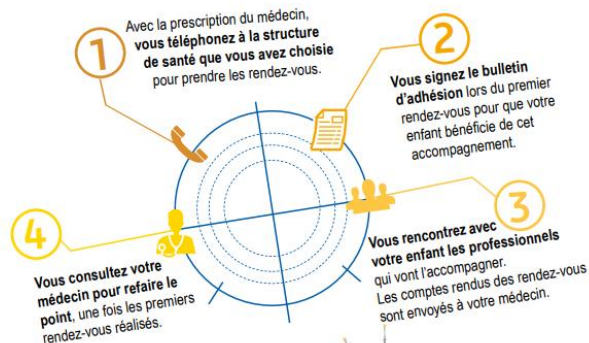 1
Avec la prescription du médecin,
vous téléphonez à la structure
de santé que vous avez choisie
pour prendre les rendez-vous.
2
Vous signez le bulletin
d'adhésion lors du premier
rendez-vous pour que votre
enfant bénéficie de cet
accompagnement.
3
Vous rencontrez avec
votre enfant les professionnels
qui vont l'accompagner.
Les comptes rendus des rendez-vous
sont envoyés à votre médecin.
4
Vous consultez votre
médecin pour refaire le
point, une fois les premiers
rendez-vous réalisés.